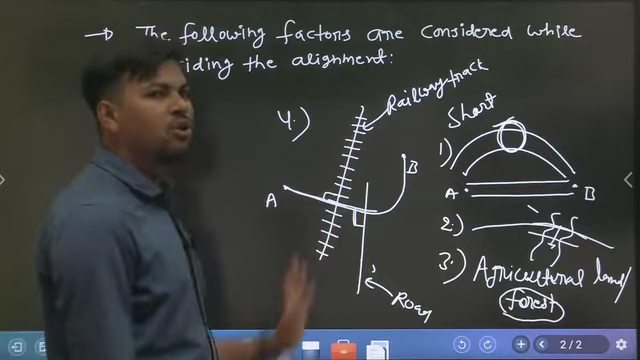 → The following factors are considered while
iding the alignment:
4.)
Railway track
A
B
Road
Short
1)
A
B
2.)
3.) Agricultural land/
forest
2 / 2